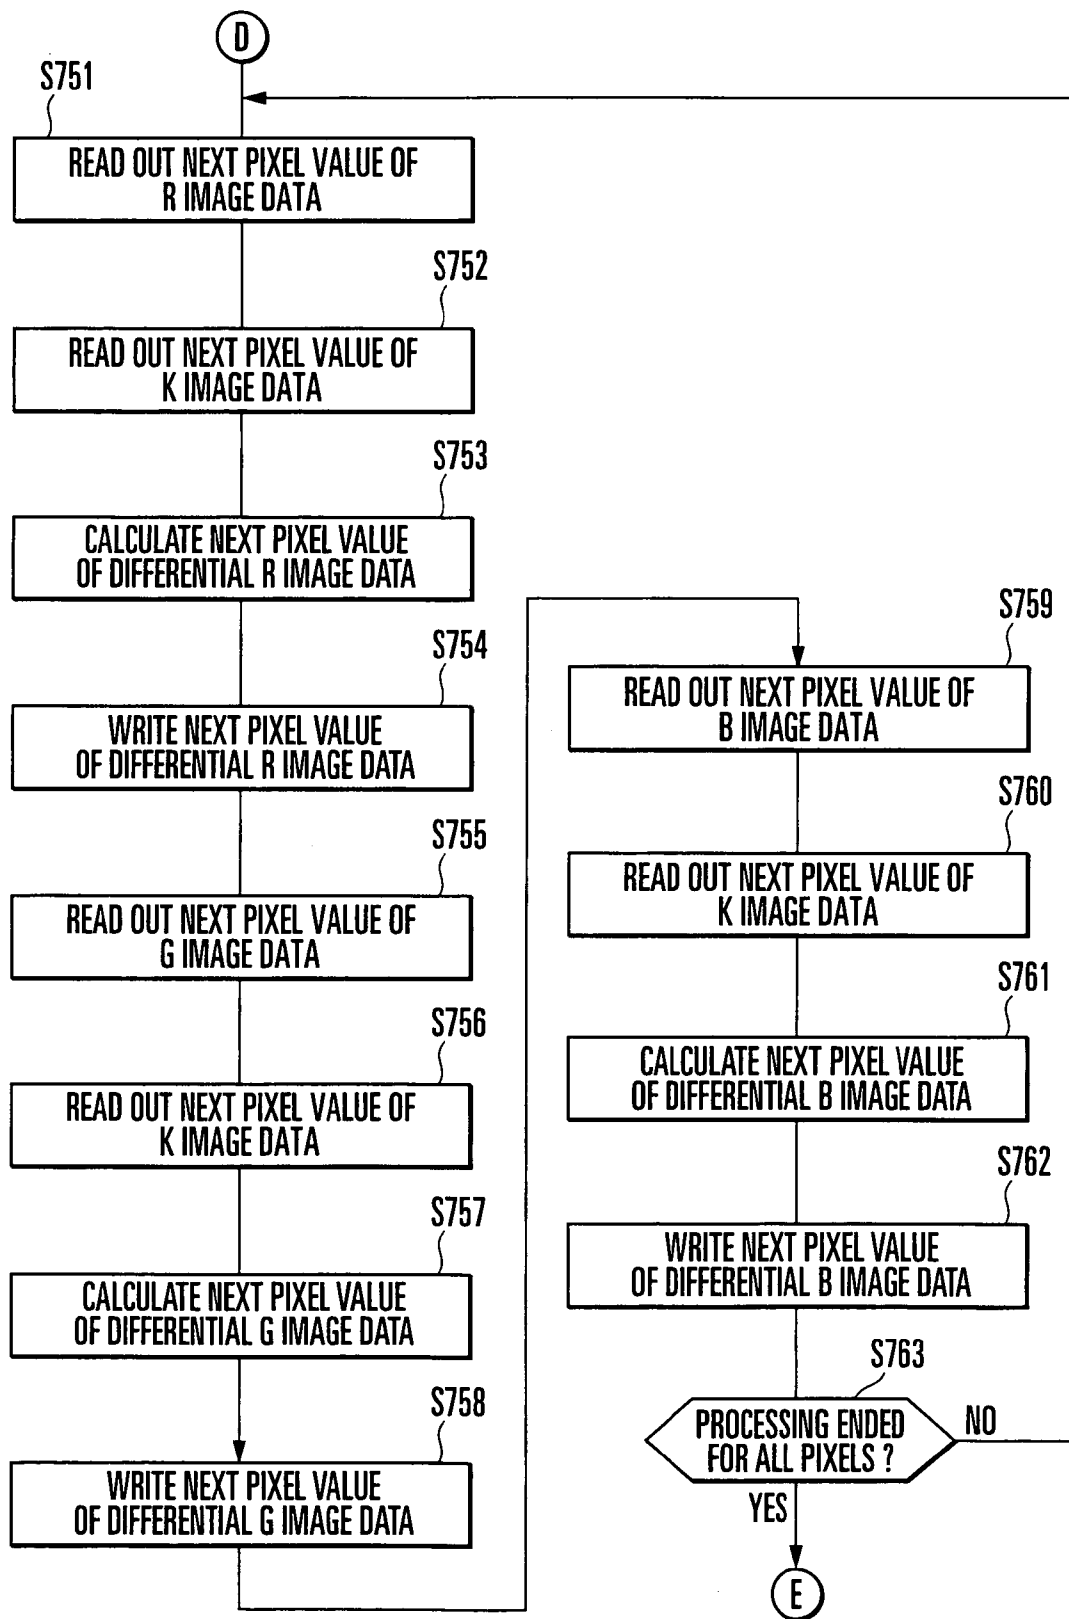 D
S751
READ OUT NEXT PIXEL VALUE OF
R IMAGE DATA
S752
READ OUT NEXT PIXEL VALUE OF
K IMAGE DATA
S753
CALCULATE NEXT PIXEL VALUE
OF DIFFERENTIAL R IMAGE DATA
S754
WRITE NEXT PIXEL VALUE
OF DIFFERENTIAL R IMAGE DATA
S755
READ OUT NEXT PIXEL VALUE OF
G IMAGE DATA
S756
READ OUT NEXT PIXEL VALUE OF
K IMAGE DATA
S757
CALCULATE NEXT PIXEL VALUE
OF DIFFERENTIAL G IMAGE DATA
S758
WRITE NEXT PIXEL VALUE
OF DIFFERENTIAL G IMAGE DATA
S759
READ OUT NEXT PIXEL VALUE OF
B IMAGE DATA
S760
READ OUT NEXT PIXEL VALUE OF
K IMAGE DATA
S761
CALCULATE NEXT PIXEL VALUE
OF DIFFERENTIAL B IMAGE DATA
S762
WRITE NEXT PIXEL VALUE
OF DIFFERENTIAL B IMAGE DATA
S763
PROCESSING ENDED
FOR ALL PIXELS ?
NO
YES
E